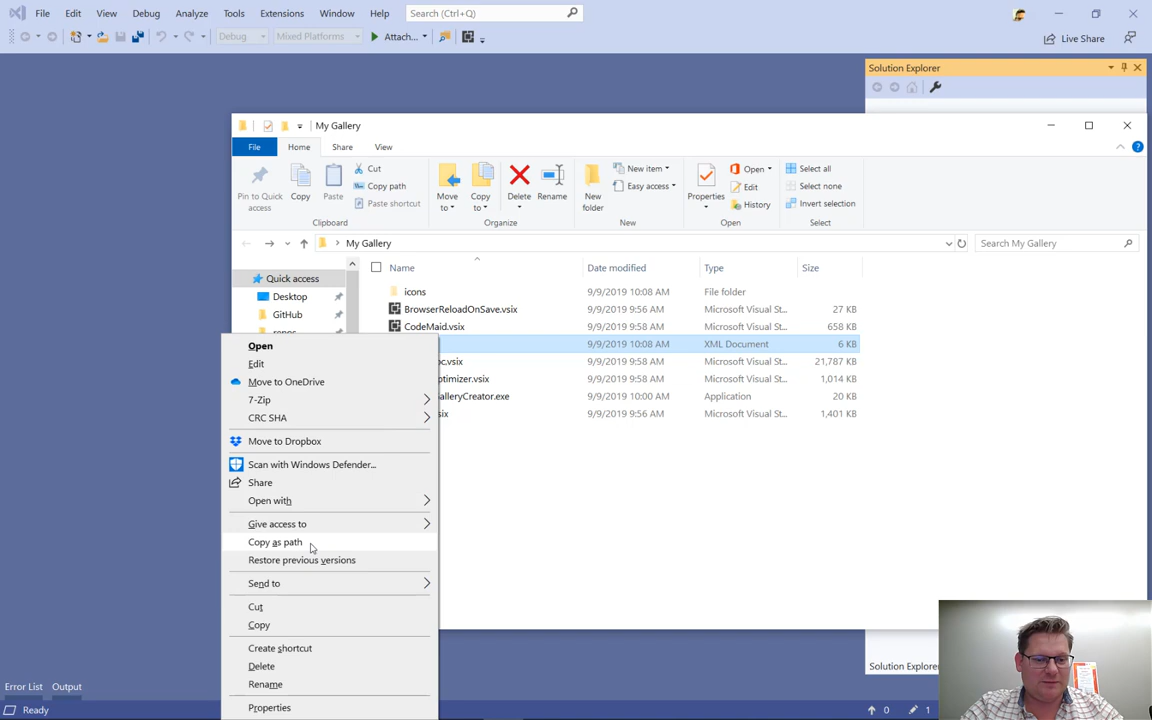 File Edit View Debug Analyze Tools Extensions Window Help Search (Ctrl+Q)
Debug Mixed Platforms Attach... Live Share
Solution Explorer
My Gallery
File Home Share View
Pin to Quick access
Copy
Paste
Cut
Copy path
Paste shortcut
Clipboard
Move to
Copy to
Delete
Rename
Organize
New folder
New item
Easy access
New
Properties
Open
Edit
History
Open
Select all
Select none
Invert selection
Select
My Gallery
Search My Gallery
Name Date modified Type Size
Quick access
Desktop
GitHub
repos
icons 9/9/2019 10:08 AM File folder
BrowserReloadOnSave.vsix 9/9/2019 9:56 AM Microsoft Visual St... 27 KB
CodeMaid.vsix 9/9/2019 9:58 AM Microsoft Visual St... 658 KB
9/9/2019 10:08 AM XML Document 6 KB
oc.vsix 9/9/2019 9:58 AM Microsoft Visual St... 21,787 KB
ptimizer.vsix 9/9/2019 9:58 AM Microsoft Visual St... 1,014 KB
alleryCreator.exe 9/9/2019 10:00 AM Application 20 KB
six 9/9/2019 9:56 AM Microsoft Visual St... 1,401 KB
Open
Edit
Move to OneDrive
7-Zip
CRC SHA
Move to Dropbox
Scan with Windows Defender...
Share
Open with
Give access to
Copy as path
Restore previous versions
Send to
Cut
Copy
Create shortcut
Delete
Rename
Properties
Solution Explorer
Error List Output
Ready
0 1